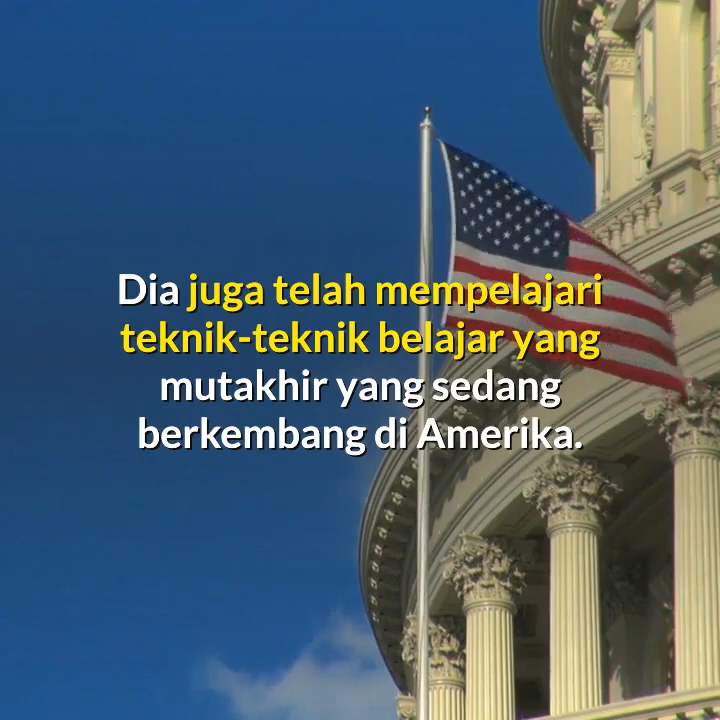 Dia juga telah mempelajari
teknik-teknik belajar yang
mutakhir yang sedang
berkembang di Amerika.